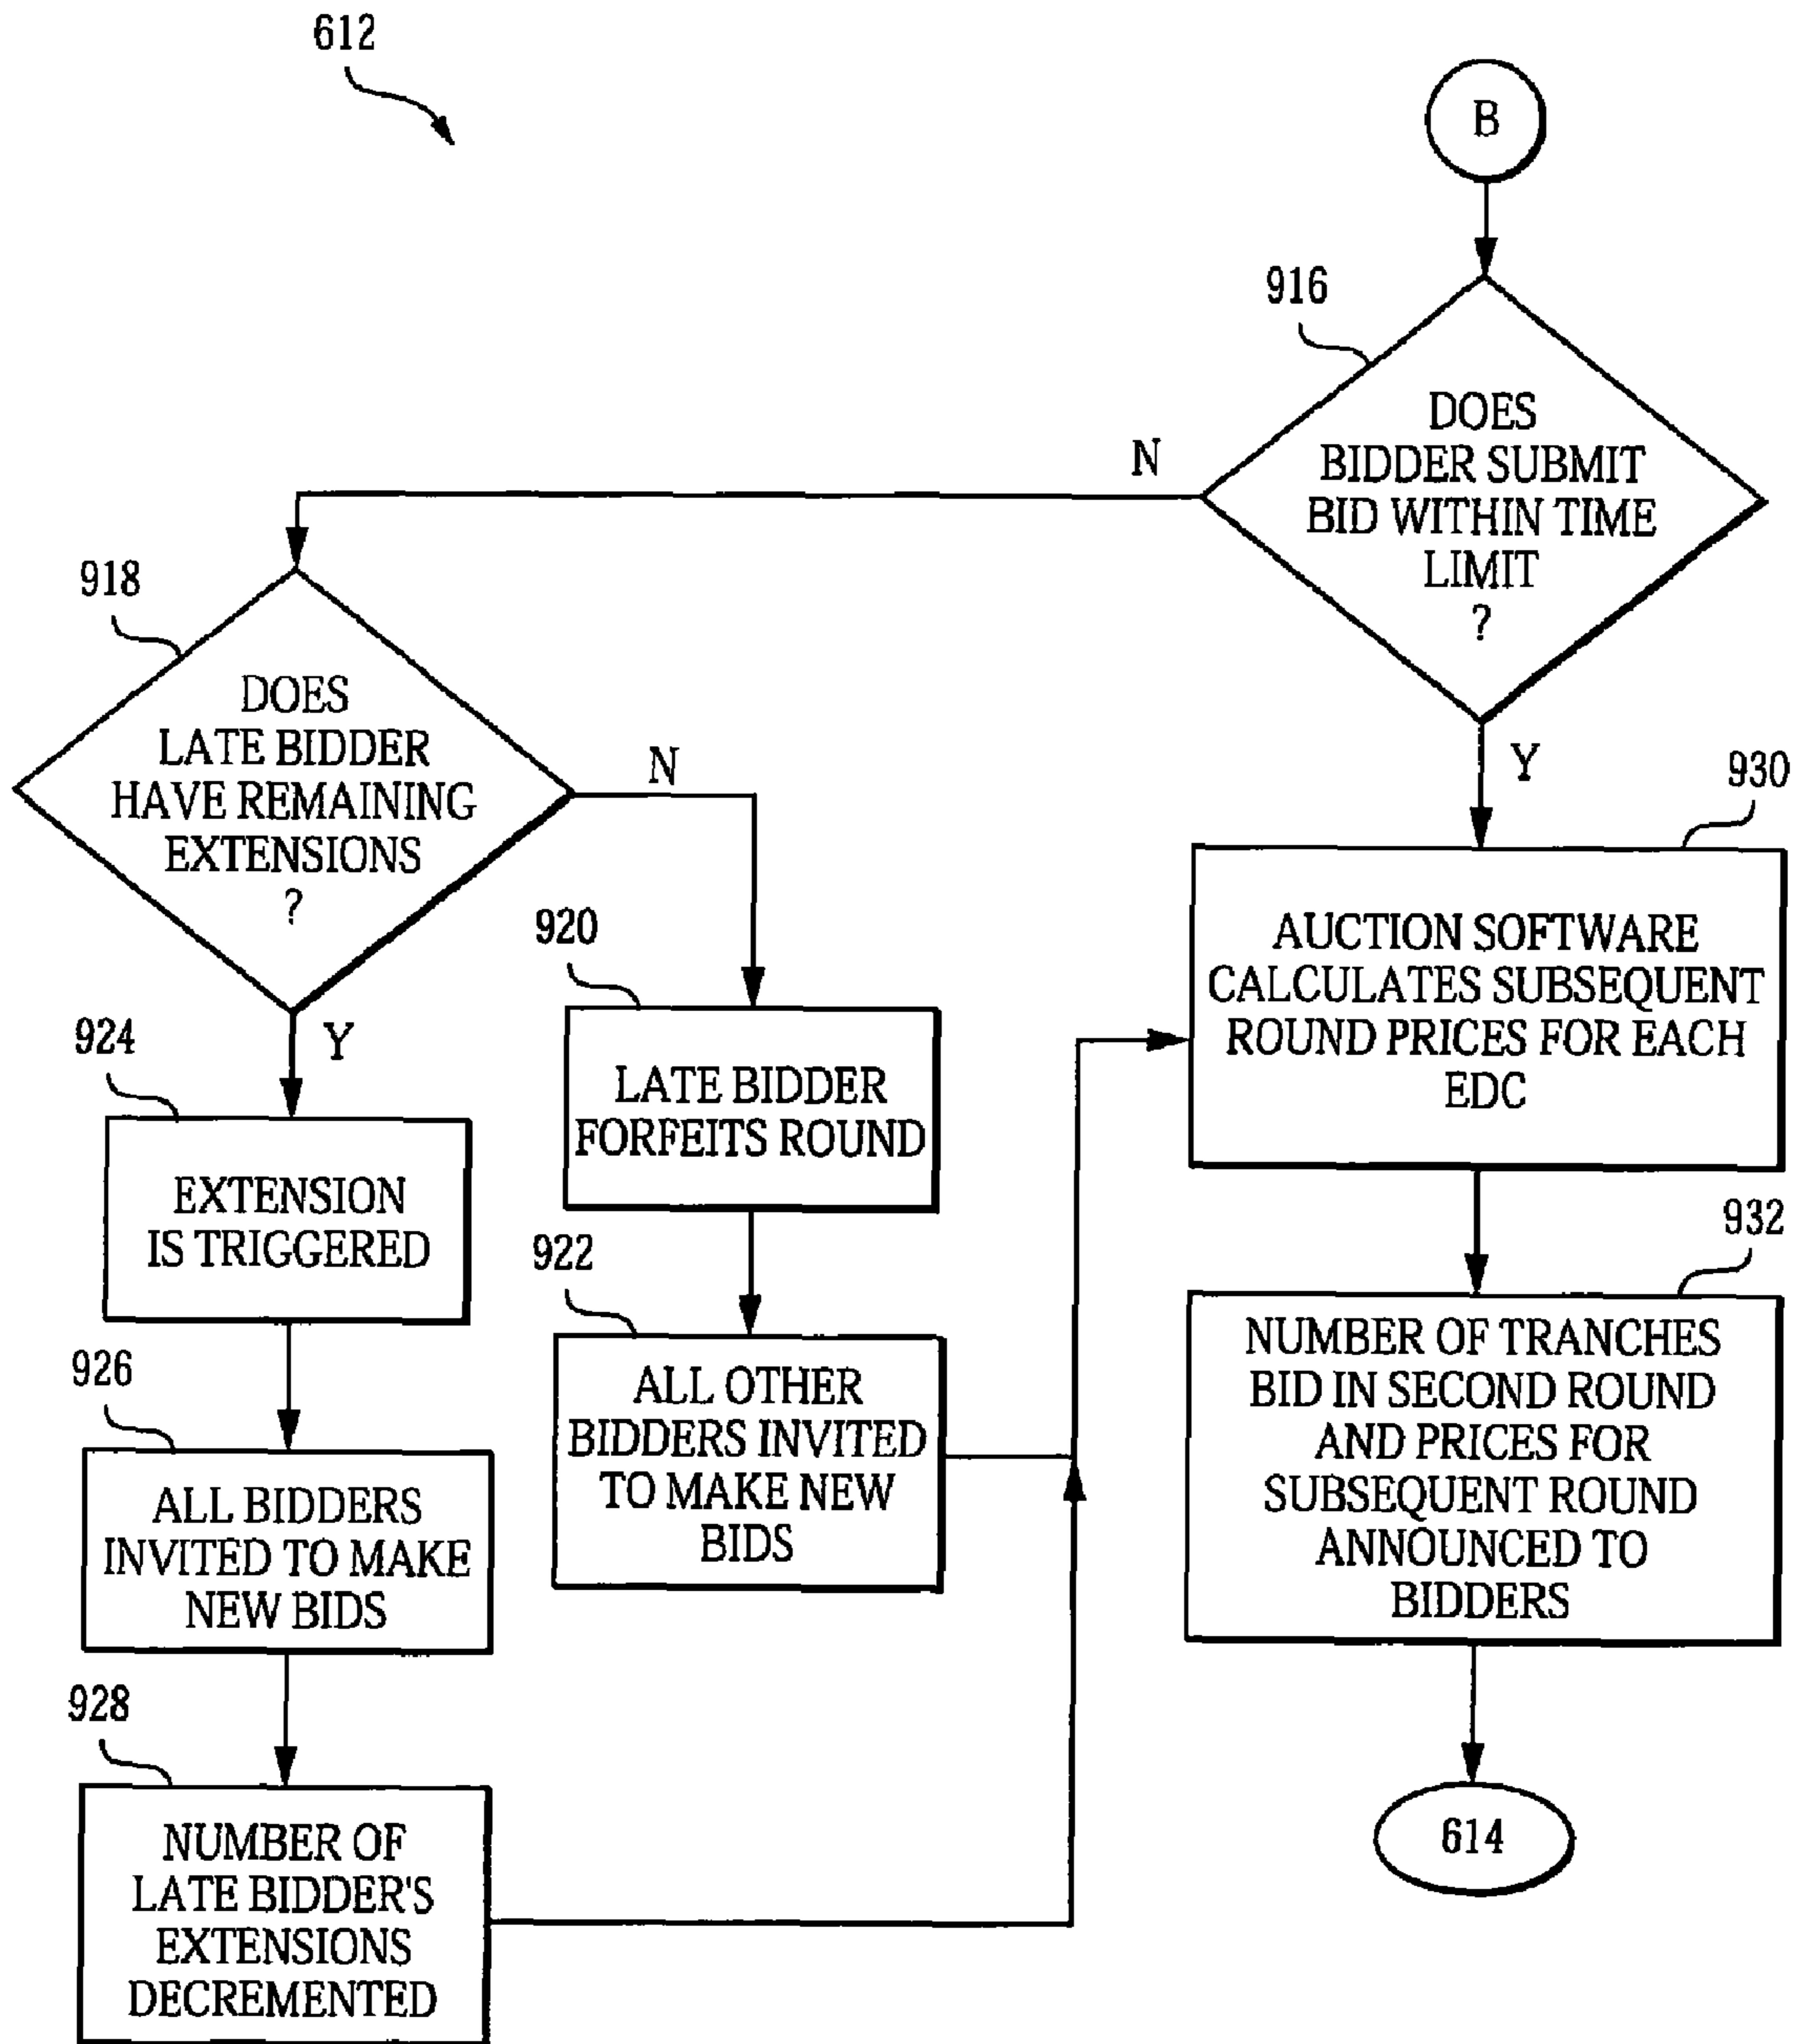 612
B
916
DOES
BIDDER SUBMIT
BID WITHIN TIME
LIMIT
?
N
Y
918
DOES
LATE BIDDER
HAVE REMAINING
EXTENSIONS
?
N
Y
920
LATE BIDDER
FORFEITS ROUND
922
ALL OTHER
BIDDERS INVITED
TO MAKE NEW
BIDS
924
EXTENSION
IS TRIGGERED
926
ALL BIDDERS
INVITED TO MAKE
NEW BIDS
928
NUMBER OF
LATE BIDDER'S
EXTENSIONS
DECREMENTED
930
AUCTION SOFTWARE
CALCULATES SUBSEQUENT
ROUND PRICES FOR EACH
EDC
932
NUMBER OF TRANCHES
BID IN SECOND ROUND
AND PRICES FOR
SUBSEQUENT ROUND
ANNOUNCED TO
BIDDERS
614